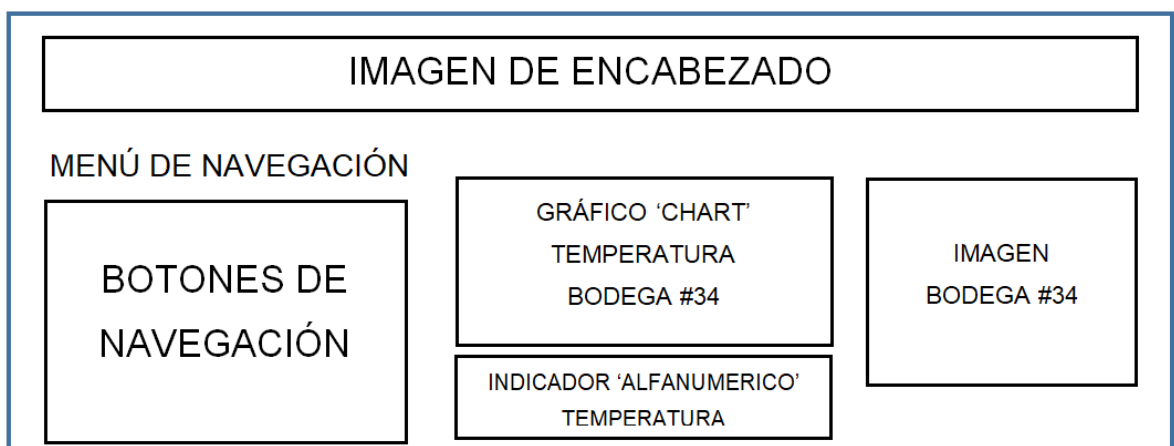 IMAGEN DE ENCABEZADO
MENÚ DE NAVEGACIÓN
BOTONES DE
NAVEGACIÓN
GRÁFICO ‘CHART’
TEMPERATURA
BODEGA #34
INDICADOR ‘ALFANUMERICO’
TEMPERATURA
IMAGEN
BODEGA #34